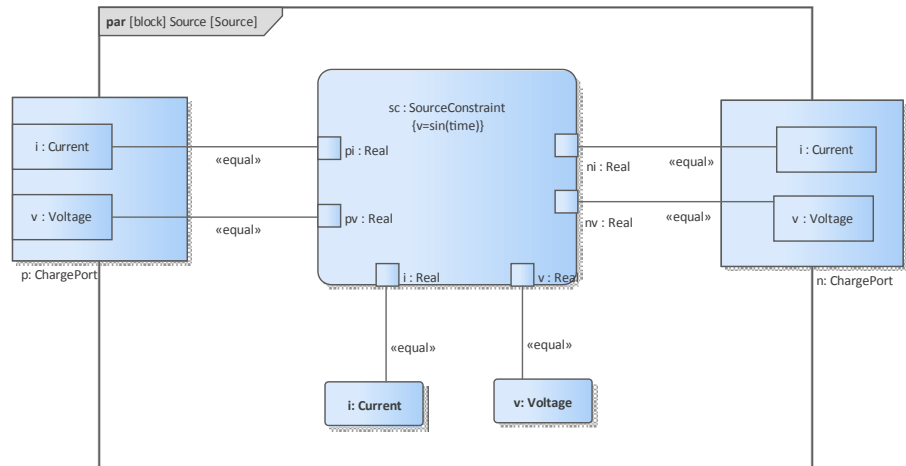 par [block] Source [Source]
sc : SourceConstraint
{v=sin(time)}
i : Current
«equal»
pi : Real
ni : Real
«equal»
i : Current
v : Voltage
«equal»
pv : Real
nv : Real
«equal»
v : Voltage
p: ChargePort
i : Real
v : Real
n: ChargePort
«equal»
«equal»
i: Current
v: Voltage